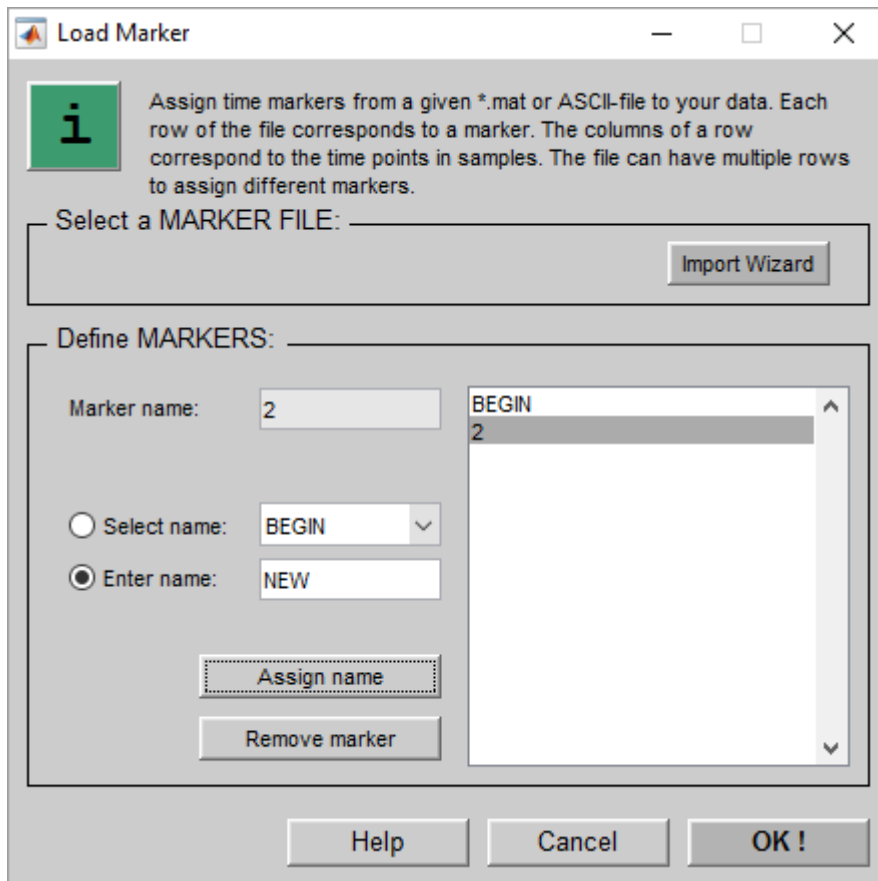 Load Marker
i
Assign time markers from a given *.mat or ASCII-file to your data. Each
row of the file corresponds to a marker. The columns of a row
correspond to the time points in samples. The file can have multiple rows
to assign different markers.
Select a MARKER FILE:
Import Wizard
Define MARKERS:
Marker name:
2
BEGIN
2
Select name:
BEGIN
Enter name:
NEW
Assign name
Remove marker
Help
Cancel
OK !